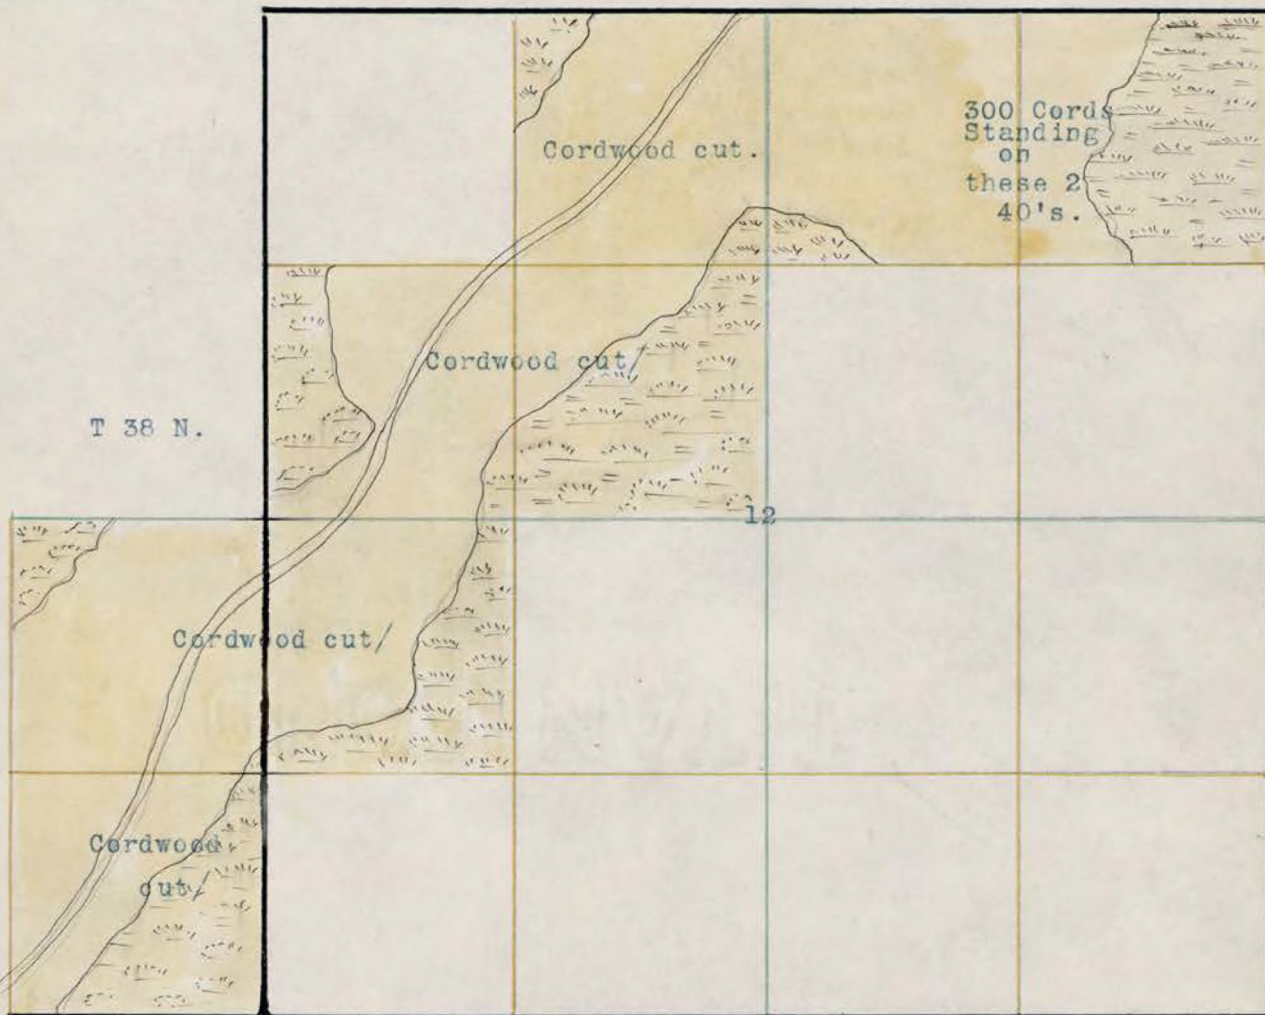 300 Cords
Standing
on
these 2
40's.
Cordwood cut.
Cordwood cut/
T 38 N.
12
Cordwood cut/
Cordwood
cut/